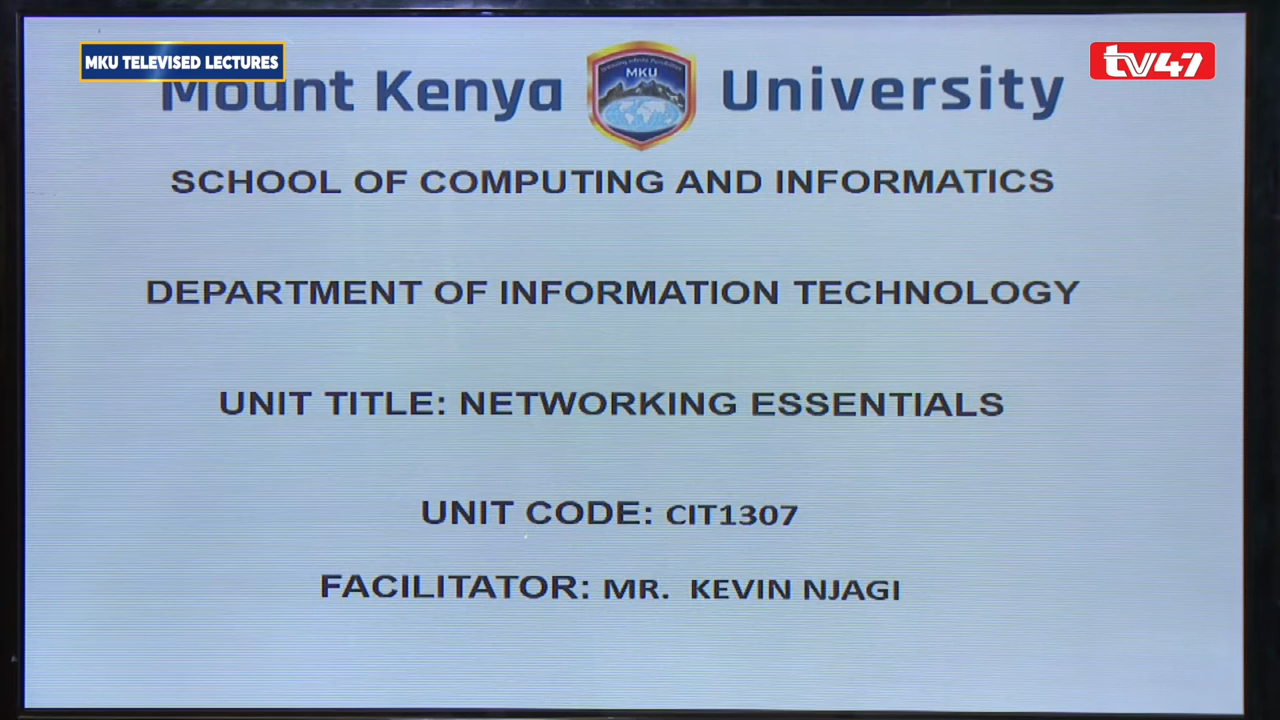 MKU TELEVISED LECTURES
tv47
Mount Kenya University
MKU
SCHOOL OF COMPUTING AND INFORMATICS
DEPARTMENT OF INFORMATION TECHNOLOGY
UNIT TITLE: NETWORKING ESSENTIALS
UNIT CODE: CIT1307
FACILITATOR: MR. KEVIN NJAGI